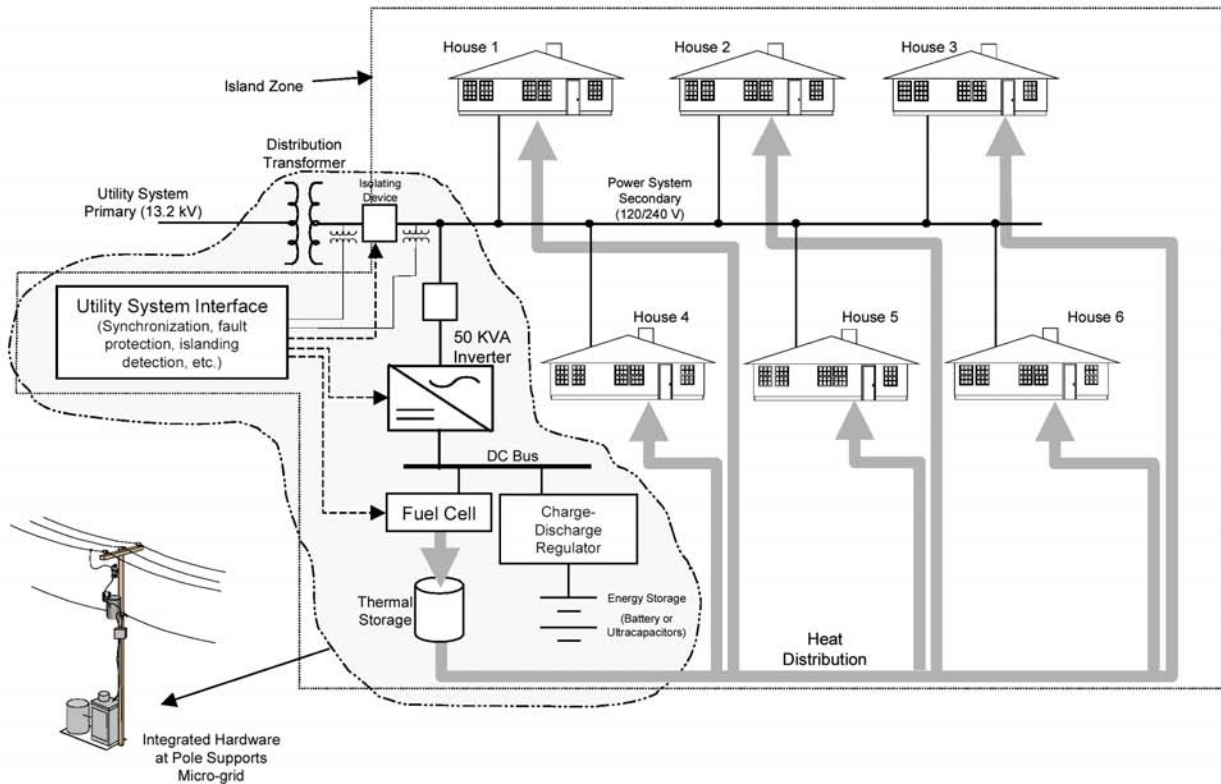 House 1
House 2
House 3
Island Zone
Distribution
Transformer
Isolating
Device
Utility System
Primary (13.2 kV)
Power System
Secondary
(120/240 V)
Utility System Interface
(Synchronization, fault
protection, islanding
detection, etc.)
50 KVA
Inverter
House 4
House 5
House 6
DC Bus
Fuel Cell
Charge-
Discharge
Regulator
Thermal
Storage
Energy Storage
(Battery or
Ultracapacitors)
Heat
Distribution
Integrated Hardware
at Pole Supports
Micro-grid